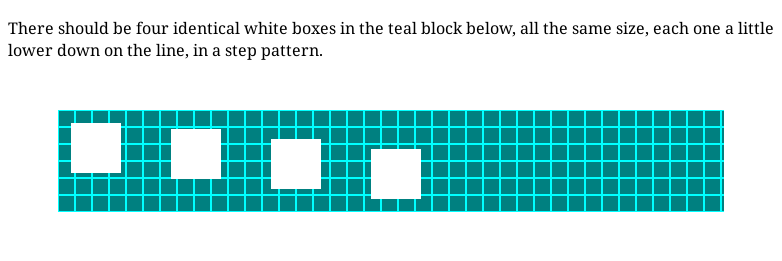 There should be four identical white boxes in the teal block below, all the same size, each one a little
lower down on the line, in a step pattern.